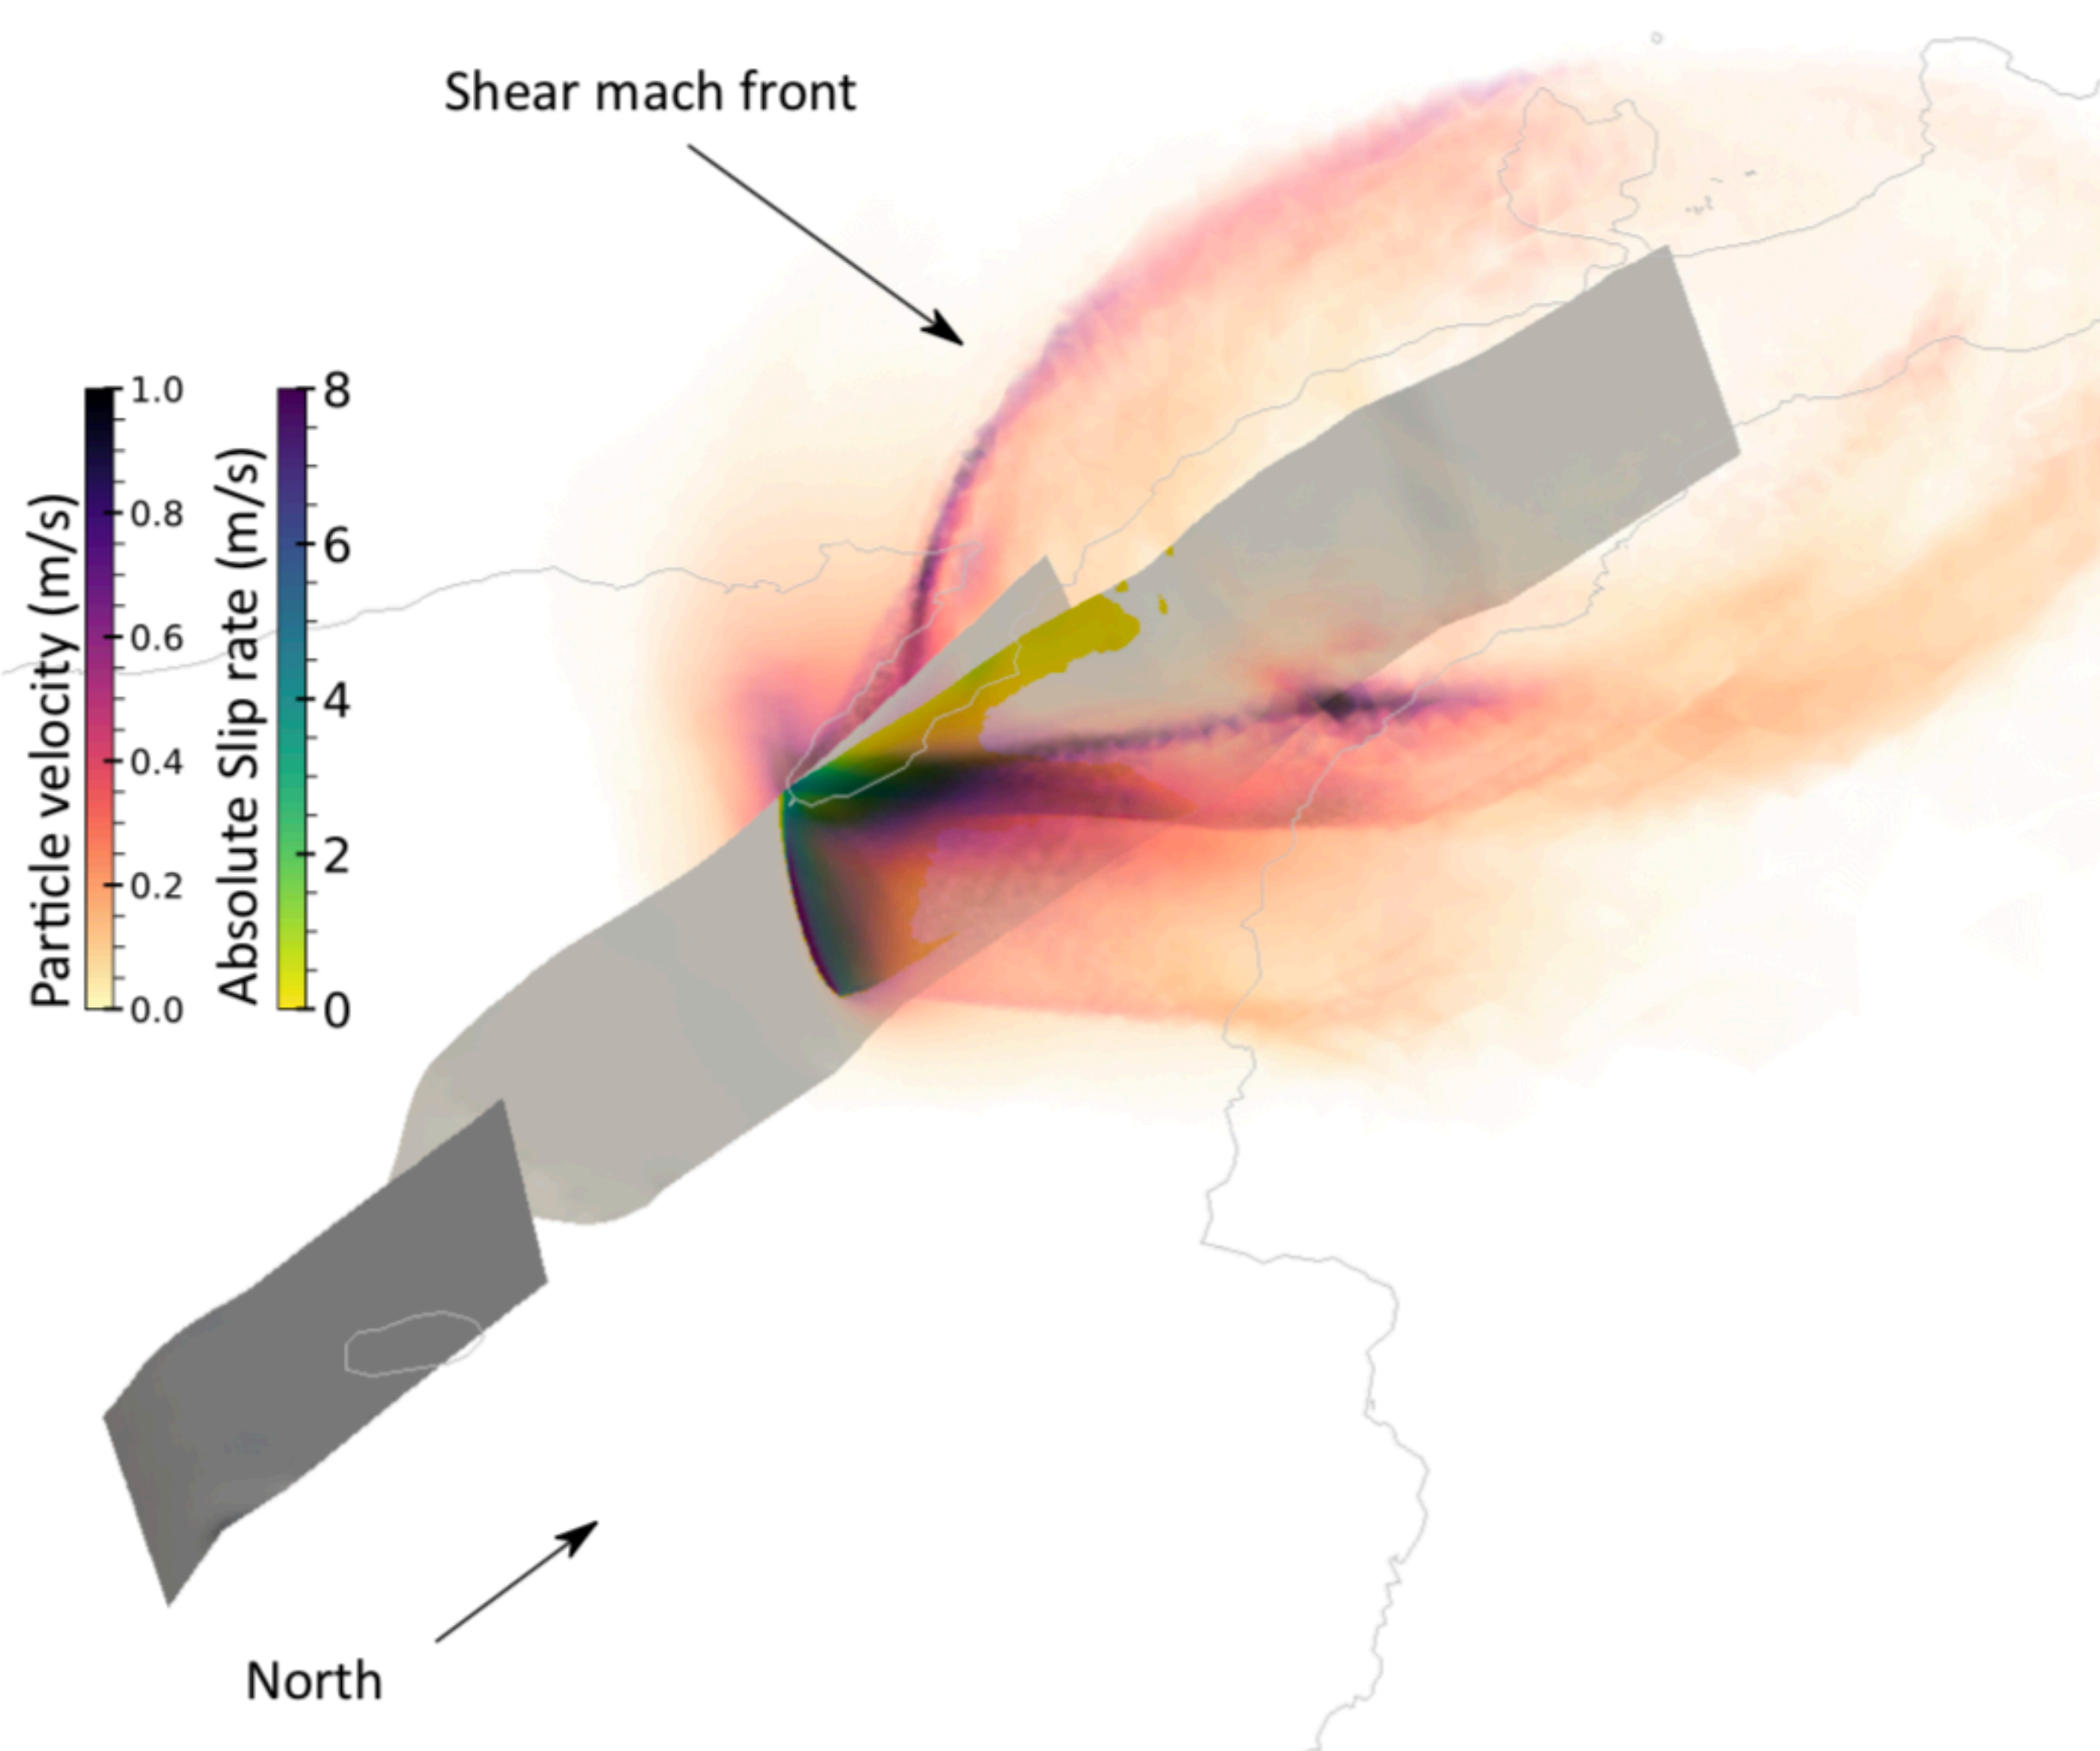 Shear mach front
Particle velocity (m/s)
1.0
0.8
0.6
0.4
0.2
0.0
Absolute Slip rate (m/s)
8
6
4
2
0
North